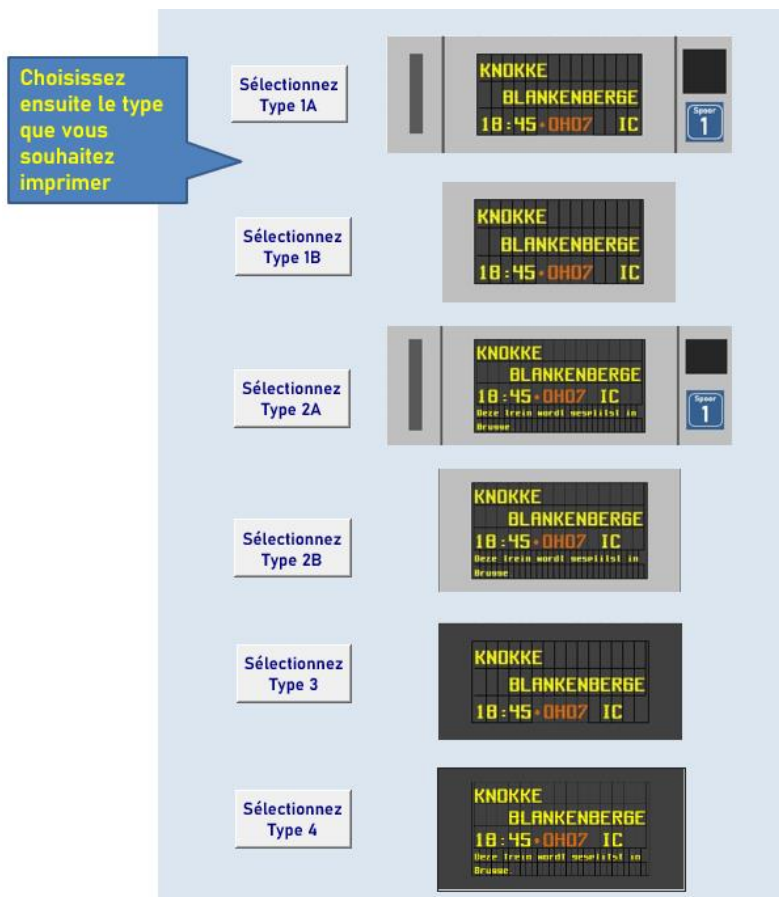 Choisissez
ensuite le type
que vous
souhaitez
imprimer
Sélectionnez
Type 1A
KNOKKE
BLANKENBERGE
18:45+0H07 IC
Spoor
1
Sélectionnez
Type 1B
KNOKKE
BLANKENBERGE
18:45+0H07 IC
Sélectionnez
Type 2A
KNOKKE
BLANKENBERGE
18:45+0H07 IC
Deze trein wordt gesplitst in
Brugge
Spoor
1
Sélectionnez
Type 2B
KNOKKE
BLANKENBERGE
18:45+0H07 IC
Deze trein wordt gesplitst in
Brugge
Sélectionnez
Type 3
KNOKKE
BLANKENBERGE
18:45+0H07 IC
Sélectionnez
Type 4
KNOKKE
BLANKENBERGE
18:45+0H07 IC
Deze trein wordt gesplitst in
Brugge